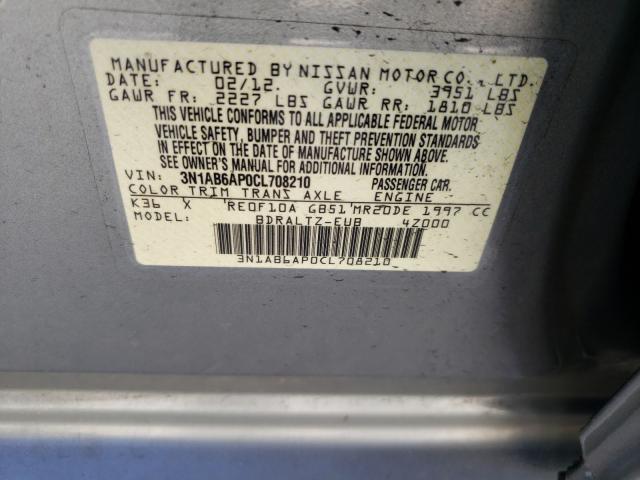 MANUFACTURED BY NISSAN MOTOR CO., LTD.
DATE: 02/12. GVWR: 3951 LBS
GAWR FR: 2227 LBS GAWR RR: 1810 LBS
THIS VEHICLE CONFORMS TO ALL APPLICABLE FEDERAL MOTOR
VEHICLE SAFETY, BUMPER AND THEFT PREVENTION STANDARDS
IN EFFECT ON THE DATE OF MANUFACTURE SHOWN ABOVE.
SEE OWNER'S MANUAL FOR ADDITIONAL INFORMATION.
VIN: 3N1AB6AP0CL708210 PASSENGER CAR.
COLOR TRIM TRANS AXLE ENGINE
K36 X RE0F10A GB51 MR20DE 1997 CC
MODEL: BDRALTZ-EUB 4Z000
3N1AB6AP0CL708210